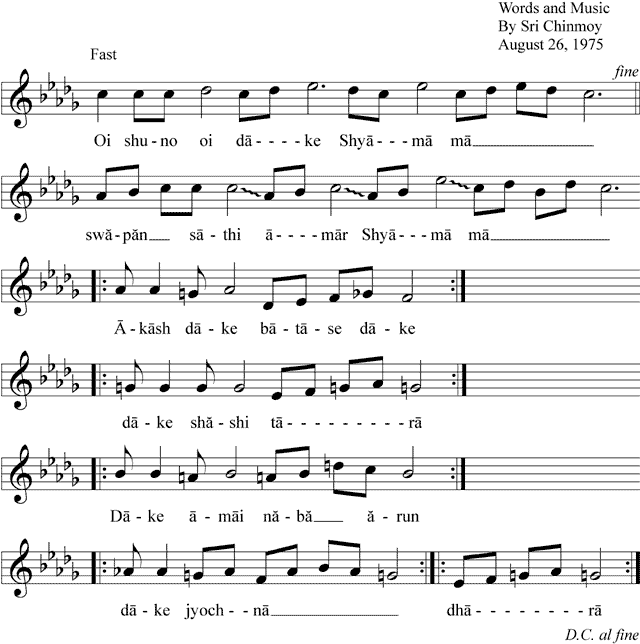 Words and Music
By Sri Chinmoy
August 26, 1975
Fast
fine
Oi shu-no oi dā----ke Shyā---mā mā
swăpăn sā-thi ā----mār Shyā---mā mā
Ā-kāsh dā-ke bā-tā-se dā-ke
dā-ke shă-shi tā---------rā
Dā-ke ā-māi nă-bă ă-run
dā-ke jyoch-nā dhā---------rā
D.C. al fine